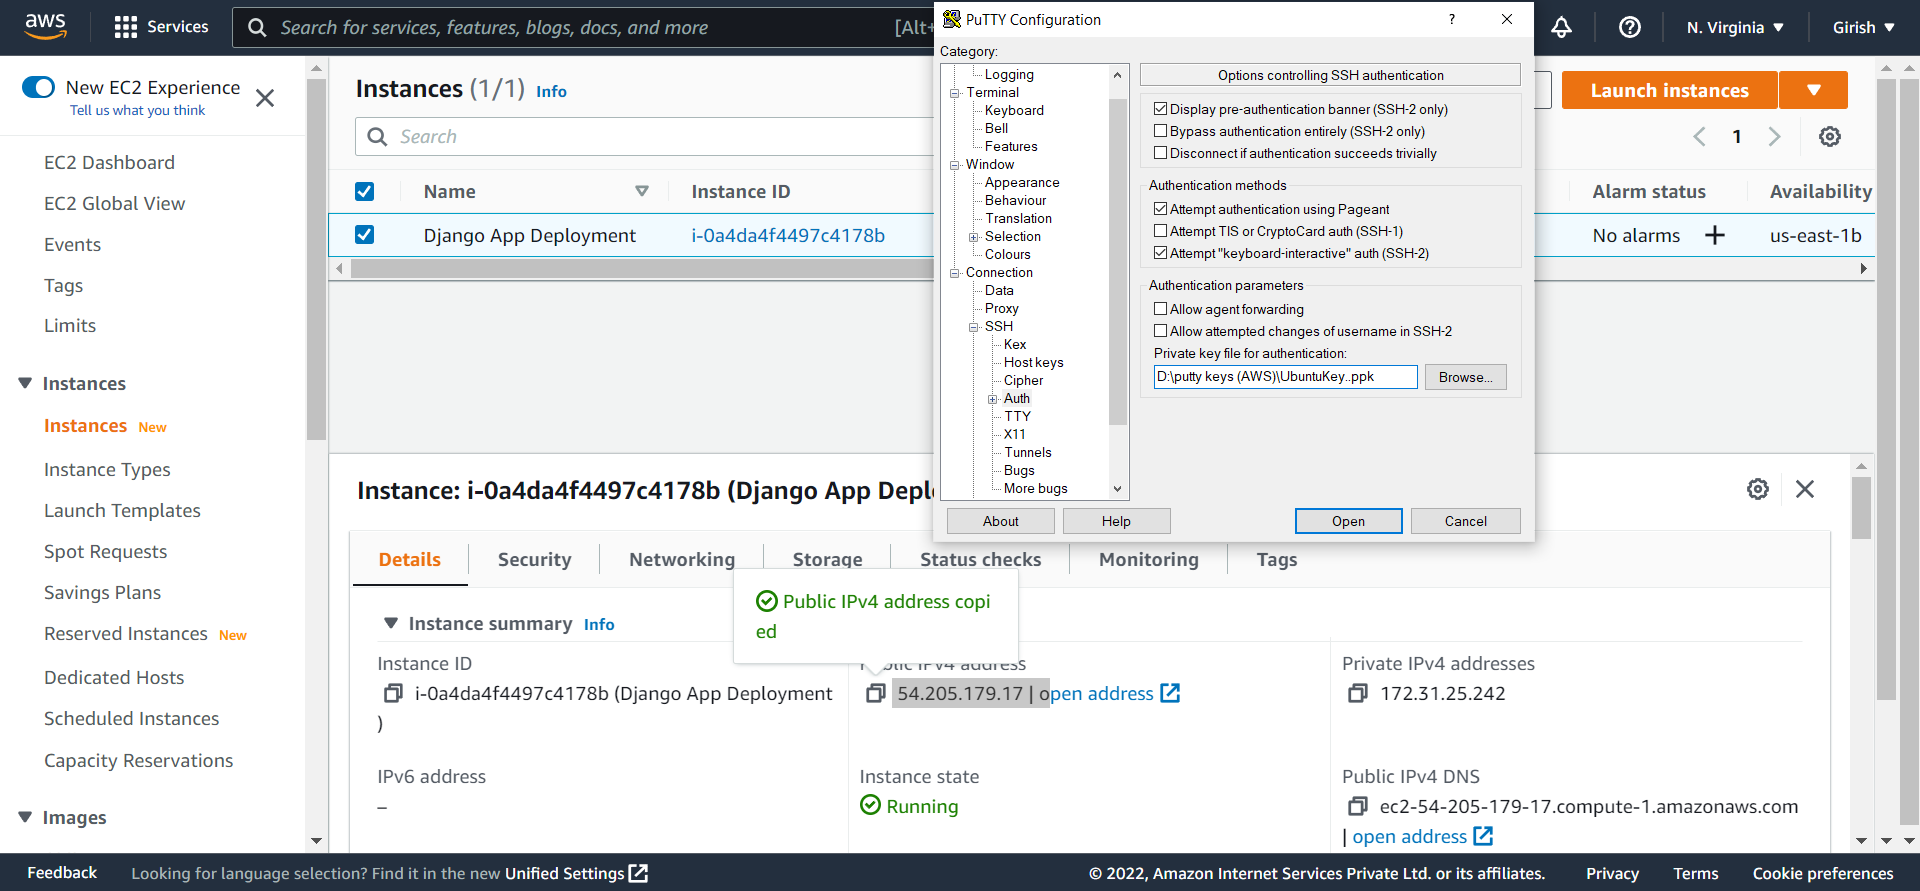 aws
Services
Search for services, features, blogs, docs, and more
[Alt+
N. Virginia
Girish
New EC2 Experience
Tell us what you think
EC2 Dashboard
EC2 Global View
Events
Tags
Limits
Instances
Instances New
Instance Types
Launch Templates
Spot Requests
Savings Plans
Reserved Instances New
Dedicated Hosts
Scheduled Instances
Capacity Reservations
Images
Instances (1/1) Info
Launch instances
Search
1
Name
Instance ID
Alarm status
Availability
Django App Deployment
i-0a4da4f4497c4178b
No alarms
us-east-1b
PuTTY Configuration
?
Category:
Logging
Terminal
Keyboard
Bell
Features
Window
Appearance
Behaviour
Translation
Selection
Colours
Connection
Data
Proxy
SSH
Kex
Host keys
Cipher
Auth
TTY
X11
Tunnels
Bugs
More bugs
Options controlling SSH authentication
Display pre-authentication banner (SSH-2 only)
Bypass authentication entirely (SSH-2 only)
Disconnect if authentication succeeds trivially
Authentication methods
Attempt authentication using Pageant
Attempt TIS or CryptoCard auth (SSH-1)
Attempt "keyboard-interactive" auth (SSH-2)
Authentication parameters
Allow agent forwarding
Allow attempted changes of username in SSH-2
Private key file for authentication:
D:\putty keys (AWS)\UbuntuKey..ppk
Browse...
About
Help
Open
Cancel
Instance: i-0a4da4f4497c4178b (Django App Depl
Details
Security
Networking
Storage
Status checks
Monitoring
Tags
Public IPv4 address copi
ed
Instance summary Info
Instance ID
i-0a4da4f4497c4178b (Django App Deployment
)
Public IPv4 address
54.205.179.17 | open address
Private IPv4 addresses
172.31.25.242
IPv6 address
–
Instance state
Running
Public IPv4 DNS
ec2-54-205-179-17.compute-1.amazonaws.com
| open address
Feedback
Looking for language selection? Find it in the new Unified Settings
© 2022, Amazon Internet Services Private Ltd. or its affiliates.
Privacy
Terms
Cookie preferences